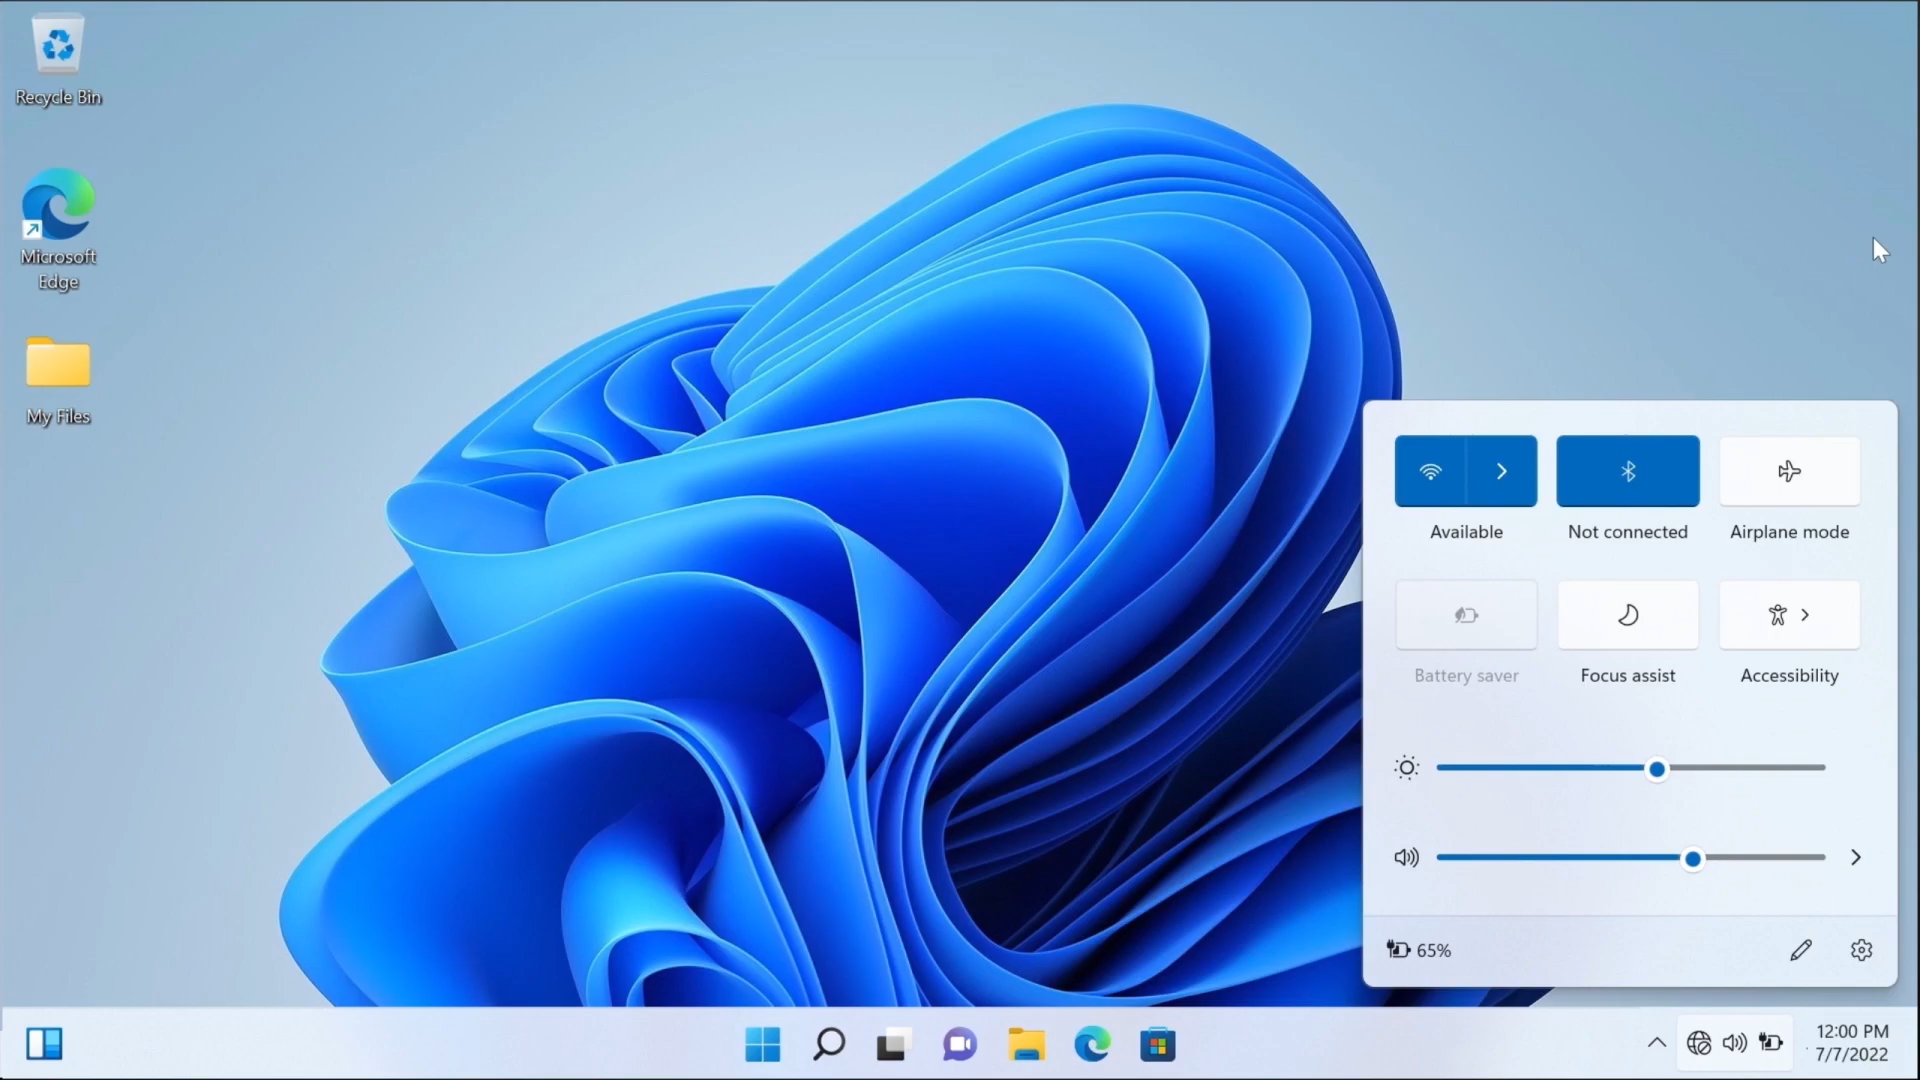 Recycle Bin
Microsoft
Edge
My Files
Available
Not connected
Airplane mode
Battery saver
Focus assist
Accessibility
65%
12:00 PM
7/7/2022